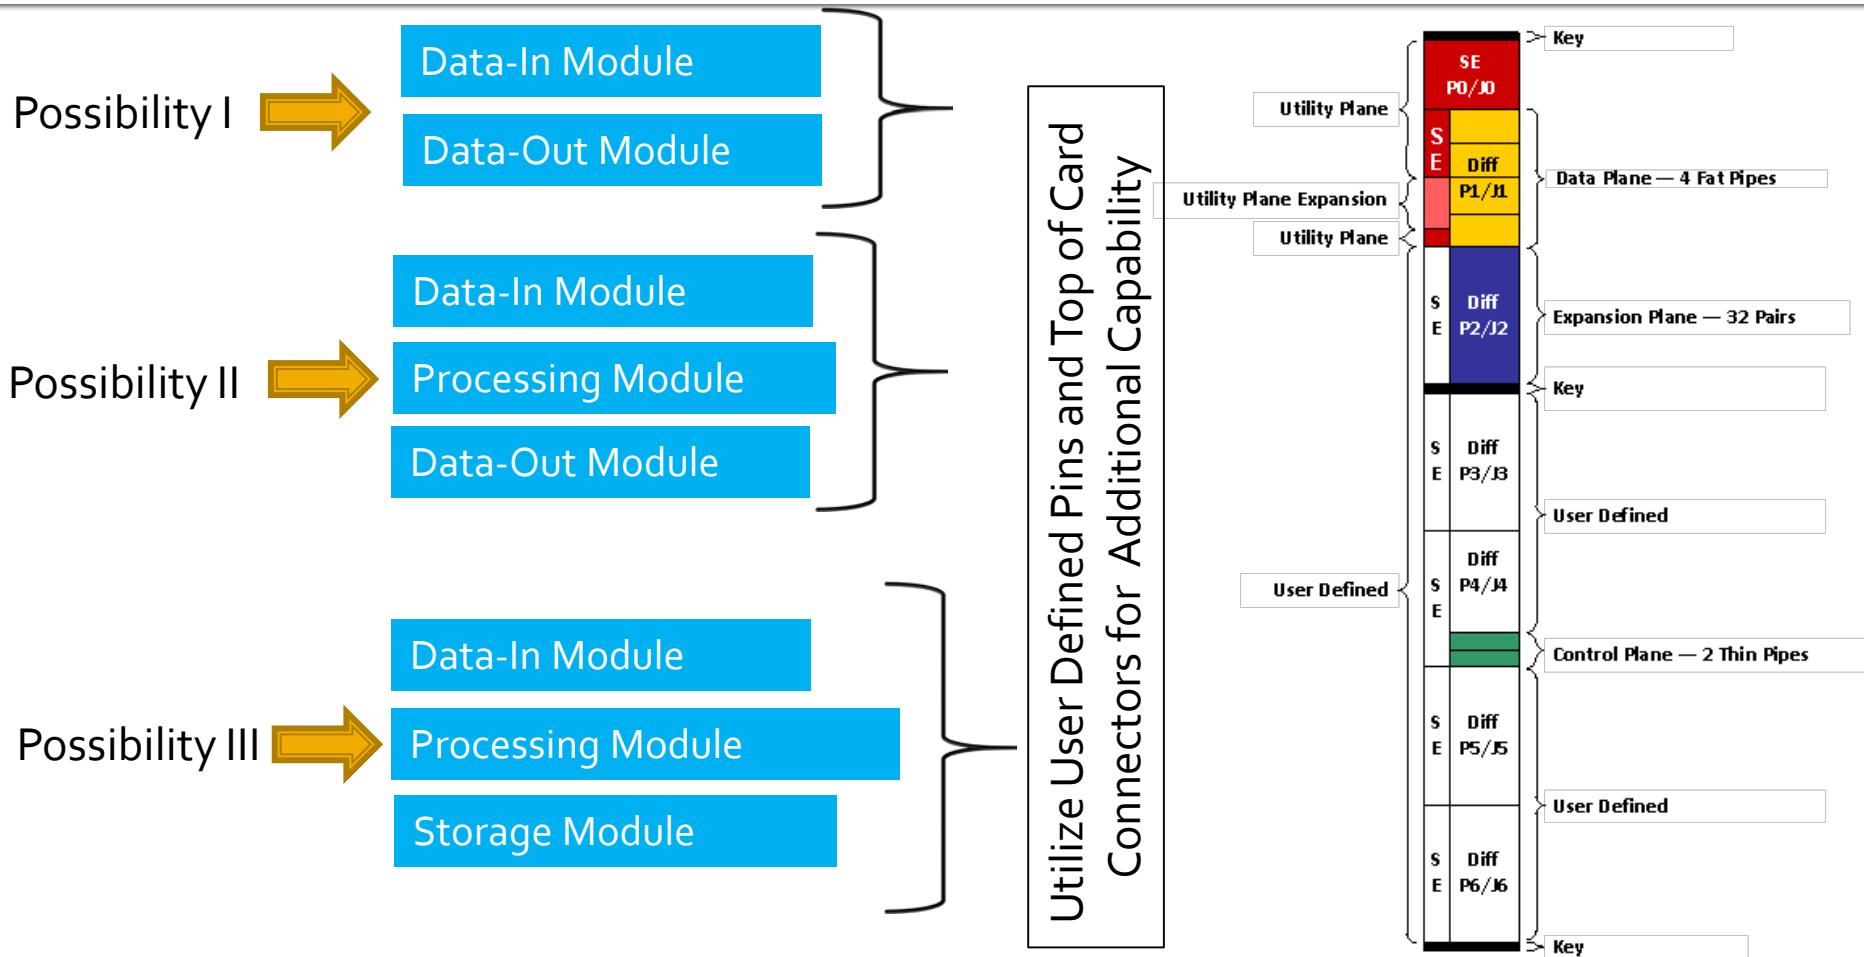 Possibility I
Data-In Module
Data-Out Module
Possibility II
Data-In Module
Processing Module
Data-Out Module
Possibility III
Data-In Module
Processing Module
Storage Module
Utilize User Defined Pins and Top of Card
Connectors for Additional Capability
Utility Plane
Utility Plane Expansion
Utility Plane
User Defined
SE
P0/J0
S
E
Diff
P1/J1
S
E
Diff
P2/J2
S
E
Diff
P3/J3
S
E
Diff
P4/J4
S
E
Diff
P5/J5
S
E
Diff
P6/J6
Key
Data Plane — 4 Fat Pipes
Expansion Plane — 32 Pairs
Key
User Defined
Control Plane — 2 Thin Pipes
User Defined
Key